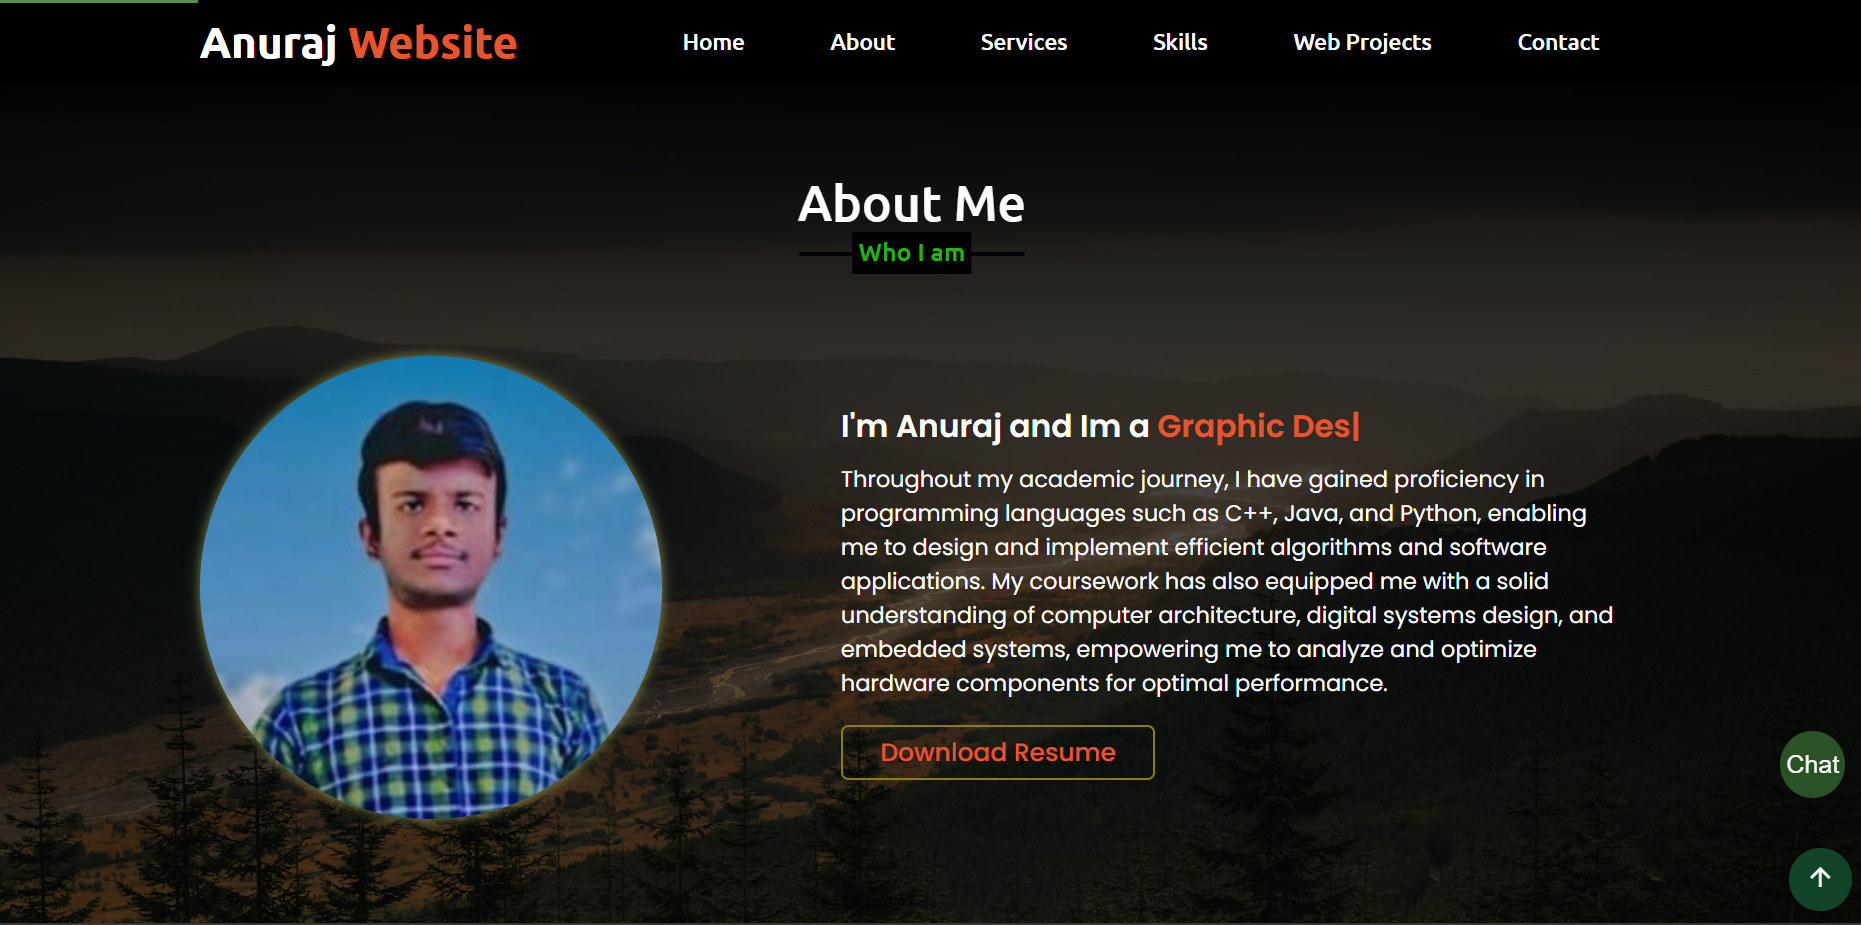 Anuraj Website
Home About Services Skills Web Projects Contact
About Me
Who I am
I'm Anuraj and Im a Graphic Des|
Throughout my academic journey, I have gained proficiency in
programming languages such as C++, Java, and Python, enabling
me to design and implement efficient algorithms and software
applications. My coursework has also equipped me with a solid
understanding of computer architecture, digital systems design, and
embedded systems, empowering me to analyze and optimize
hardware components for optimal performance.
Download Resume
Chat